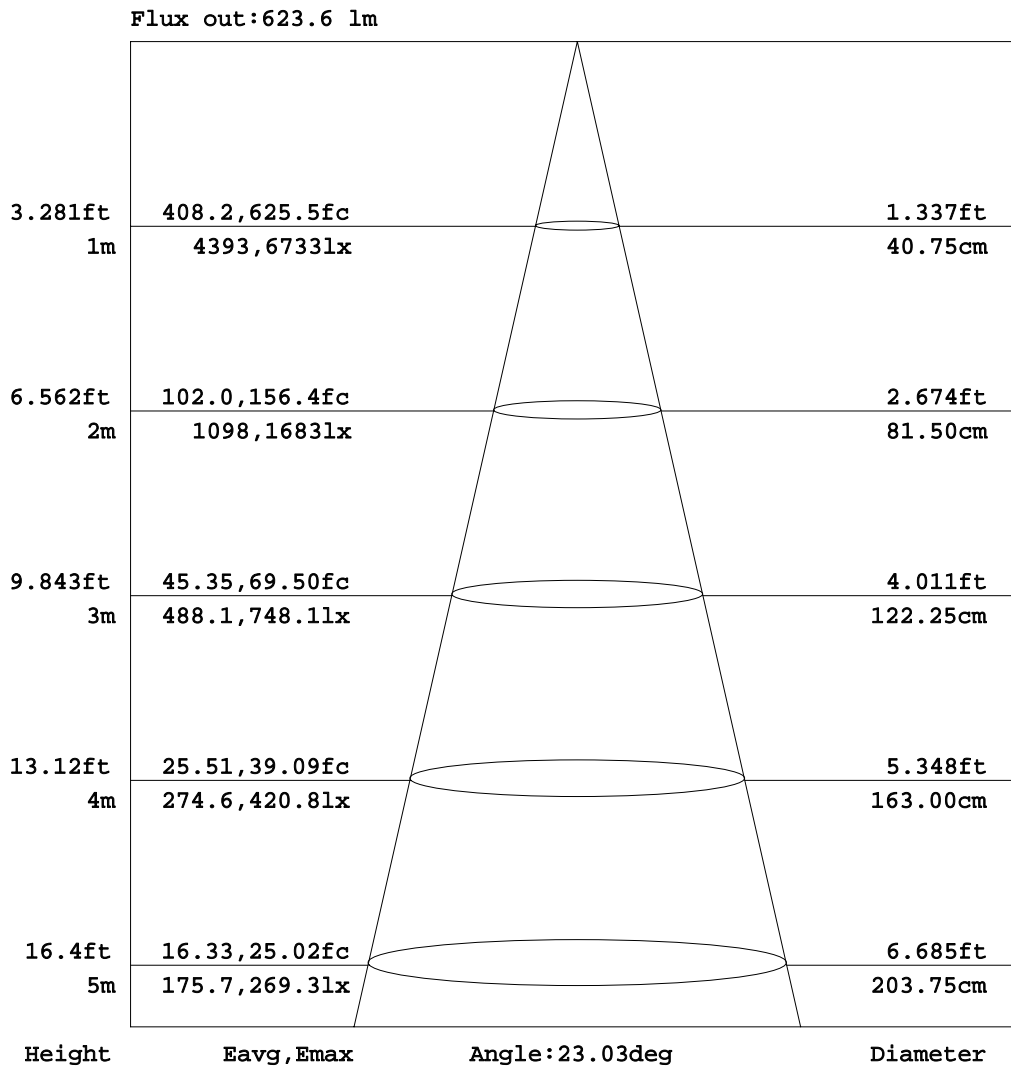 Flux out:623.6 lm
3.281ft 408.2,625.5fc 1.337ft
1m 4393,6733lx 40.75cm
6.562ft 102.0,156.4fc 2.674ft
2m 1098,1683lx 81.50cm
9.843ft 45.35,69.50fc 4.011ft
3m 488.1,748.1lx 122.25cm
13.12ft 25.51,39.09fc 5.348ft
4m 274.6,420.8lx 163.00cm
16.4ft 16.33,25.02fc 6.685ft
5m 175.7,269.3lx 203.75cm
Height Eavg,Emax Angle:23.03deg Diameter